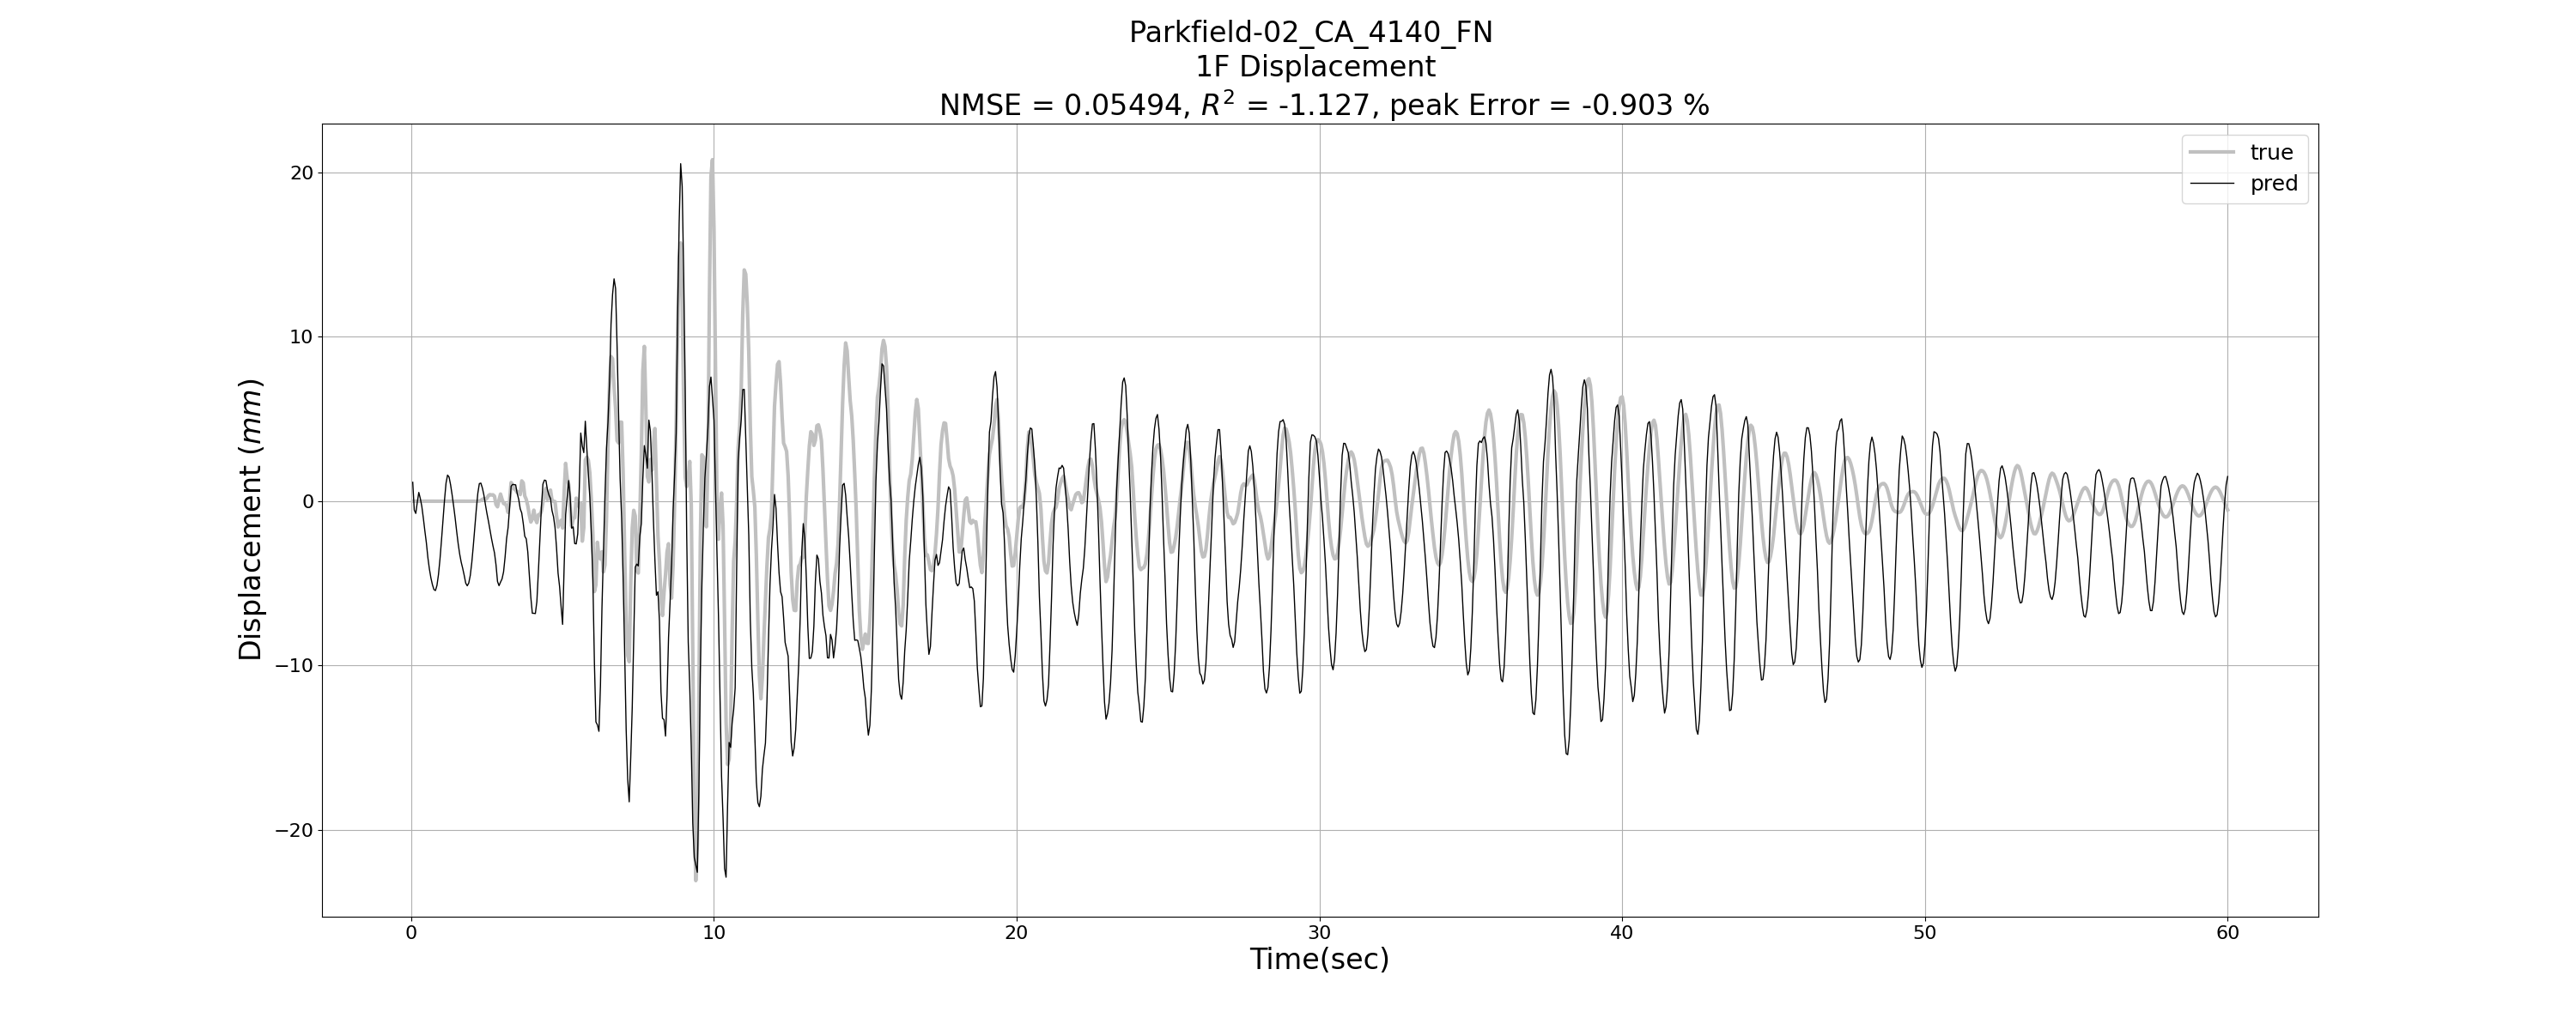 Parkfield-02_CA_4140_FN
1F Displacement
NMSE = 0.05494, R² = -1.127, peak Error = -0.903 %
true
pred
Displacement (mm)
20
10
0
−10
−20
0 10 20 30 40 50 60
Time(sec)